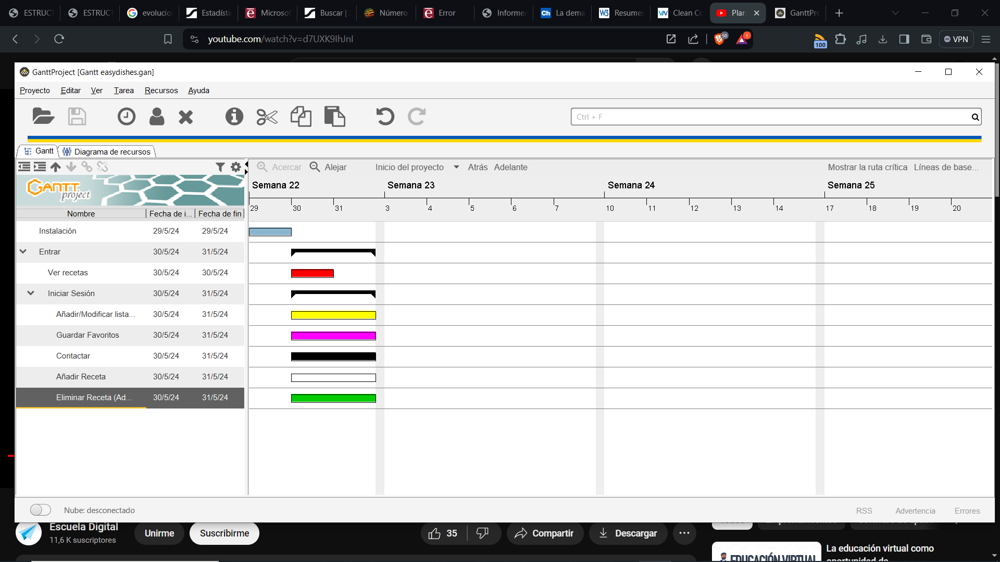 ESTRUCT
ESTRUCT
evolucio
Estadístic
Microsof
Buscar |
Número
Error
Informe
La dema
Resumen
Clean Co
Plan
GanttPro
youtube.com/watch?v=d7UXK9IhJnI
50
1
100
VPN
GanttProject [Gantt easydishes.gan]
Proyecto Editar Ver Tarea Recursos Ayuda
Ctrl + F
Gantt Diagrama de recursos
Acercar Alejar Inicio del proyecto Atrás Adelante Mostrar la ruta crítica Líneas de base...
GANTT project
Semana 22 Semana 23 Semana 24 Semana 25
29 30 31 3 4 5 6 7 10 11 12 13 14 17 18 19 20
Nombre Fecha de i... Fecha de fin
Instalación 29/5/24 29/5/24
Entrar 30/5/24 31/5/24
Ver recetas 30/5/24 30/5/24
Iniciar Sesión 30/5/24 31/5/24
Añadir/Modificar lista... 30/5/24 31/5/24
Guardar Favoritos 30/5/24 31/5/24
Contactar 30/5/24 31/5/24
Añadir Receta 30/5/24 31/5/24
Eliminar Receta (Ad... 30/5/24 31/5/24
Nube: desconectado RSS Advertencia Errores
Escuela Digital
11,6 K suscriptores
Unirme Suscribirme 35 Compartir Descargar
EDUCACIÓN VIRTUAL
La educación virtual como
oportunidad de